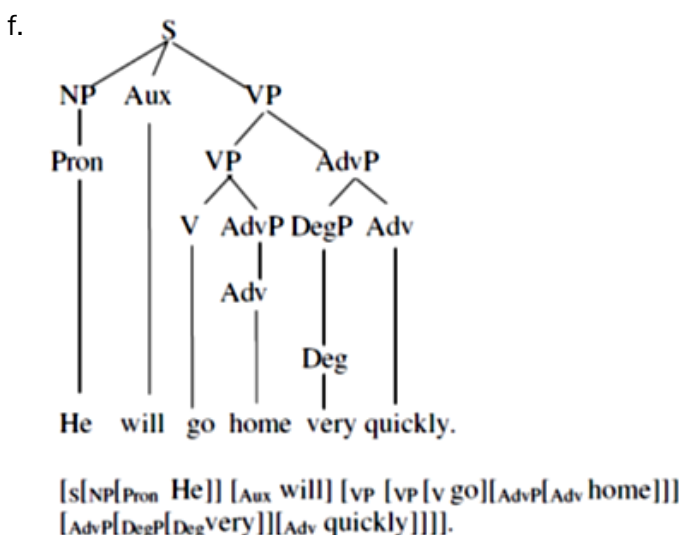 f.
S
NP Aux VP
Pron VP AdvP
V AdvP DegP Adv
Adv
Deg
He will go home very quickly.
[S[NP[Pron He]] [Aux will] [VP [VP[V go][AdvP[Adv home]]]
[AdvP[DegP[Deg very]][Adv quickly]]]].